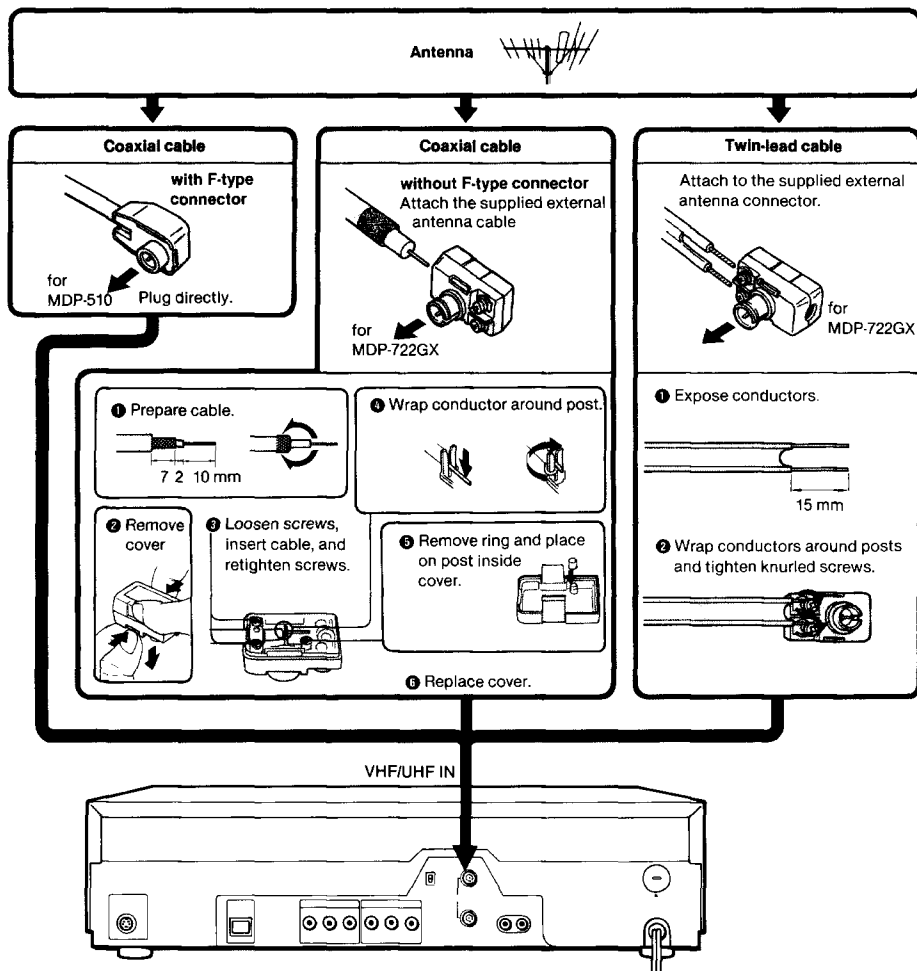 Antenna
Coaxial cable
with F-type
connector
for
MDP-510
Plug directly.
Coaxial cable
without F-type connector
Attach the supplied external
antenna cable
for
MDP-722GX
Twin-lead cable
Attach to the supplied external
antenna connector.
for
MDP-722GX
❶ Prepare cable.
7 2 10 mm
❷ Remove
cover
❸ Loosen screws,
insert cable, and
retighten screws.
❹ Wrap conductor around post.
❺ Remove ring and place
on post inside
cover.
❻ Replace cover.
❶ Expose conductors.
15 mm
❷ Wrap conductors around posts
and tighten knurled screws.
VHF/UHF IN